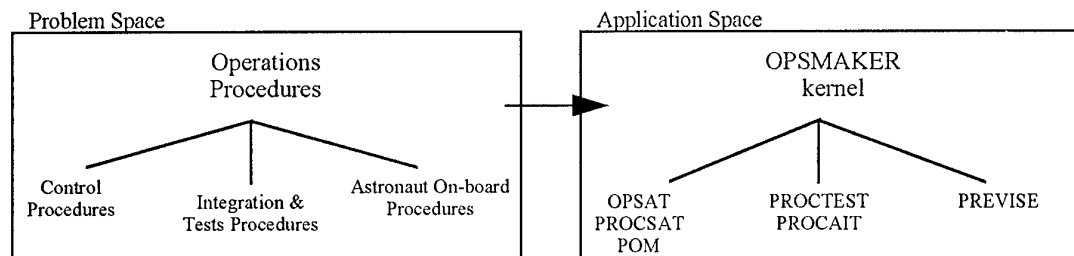 Problem Space
Operations
Procedures
Control
Procedures
Integration &
Tests Procedures
Astronaut On-board
Procedures
Application Space
OPSMAKER
kernel
OPSAT
PROCSAT
POM
PROCTEST
PROCAIT
PREVISE